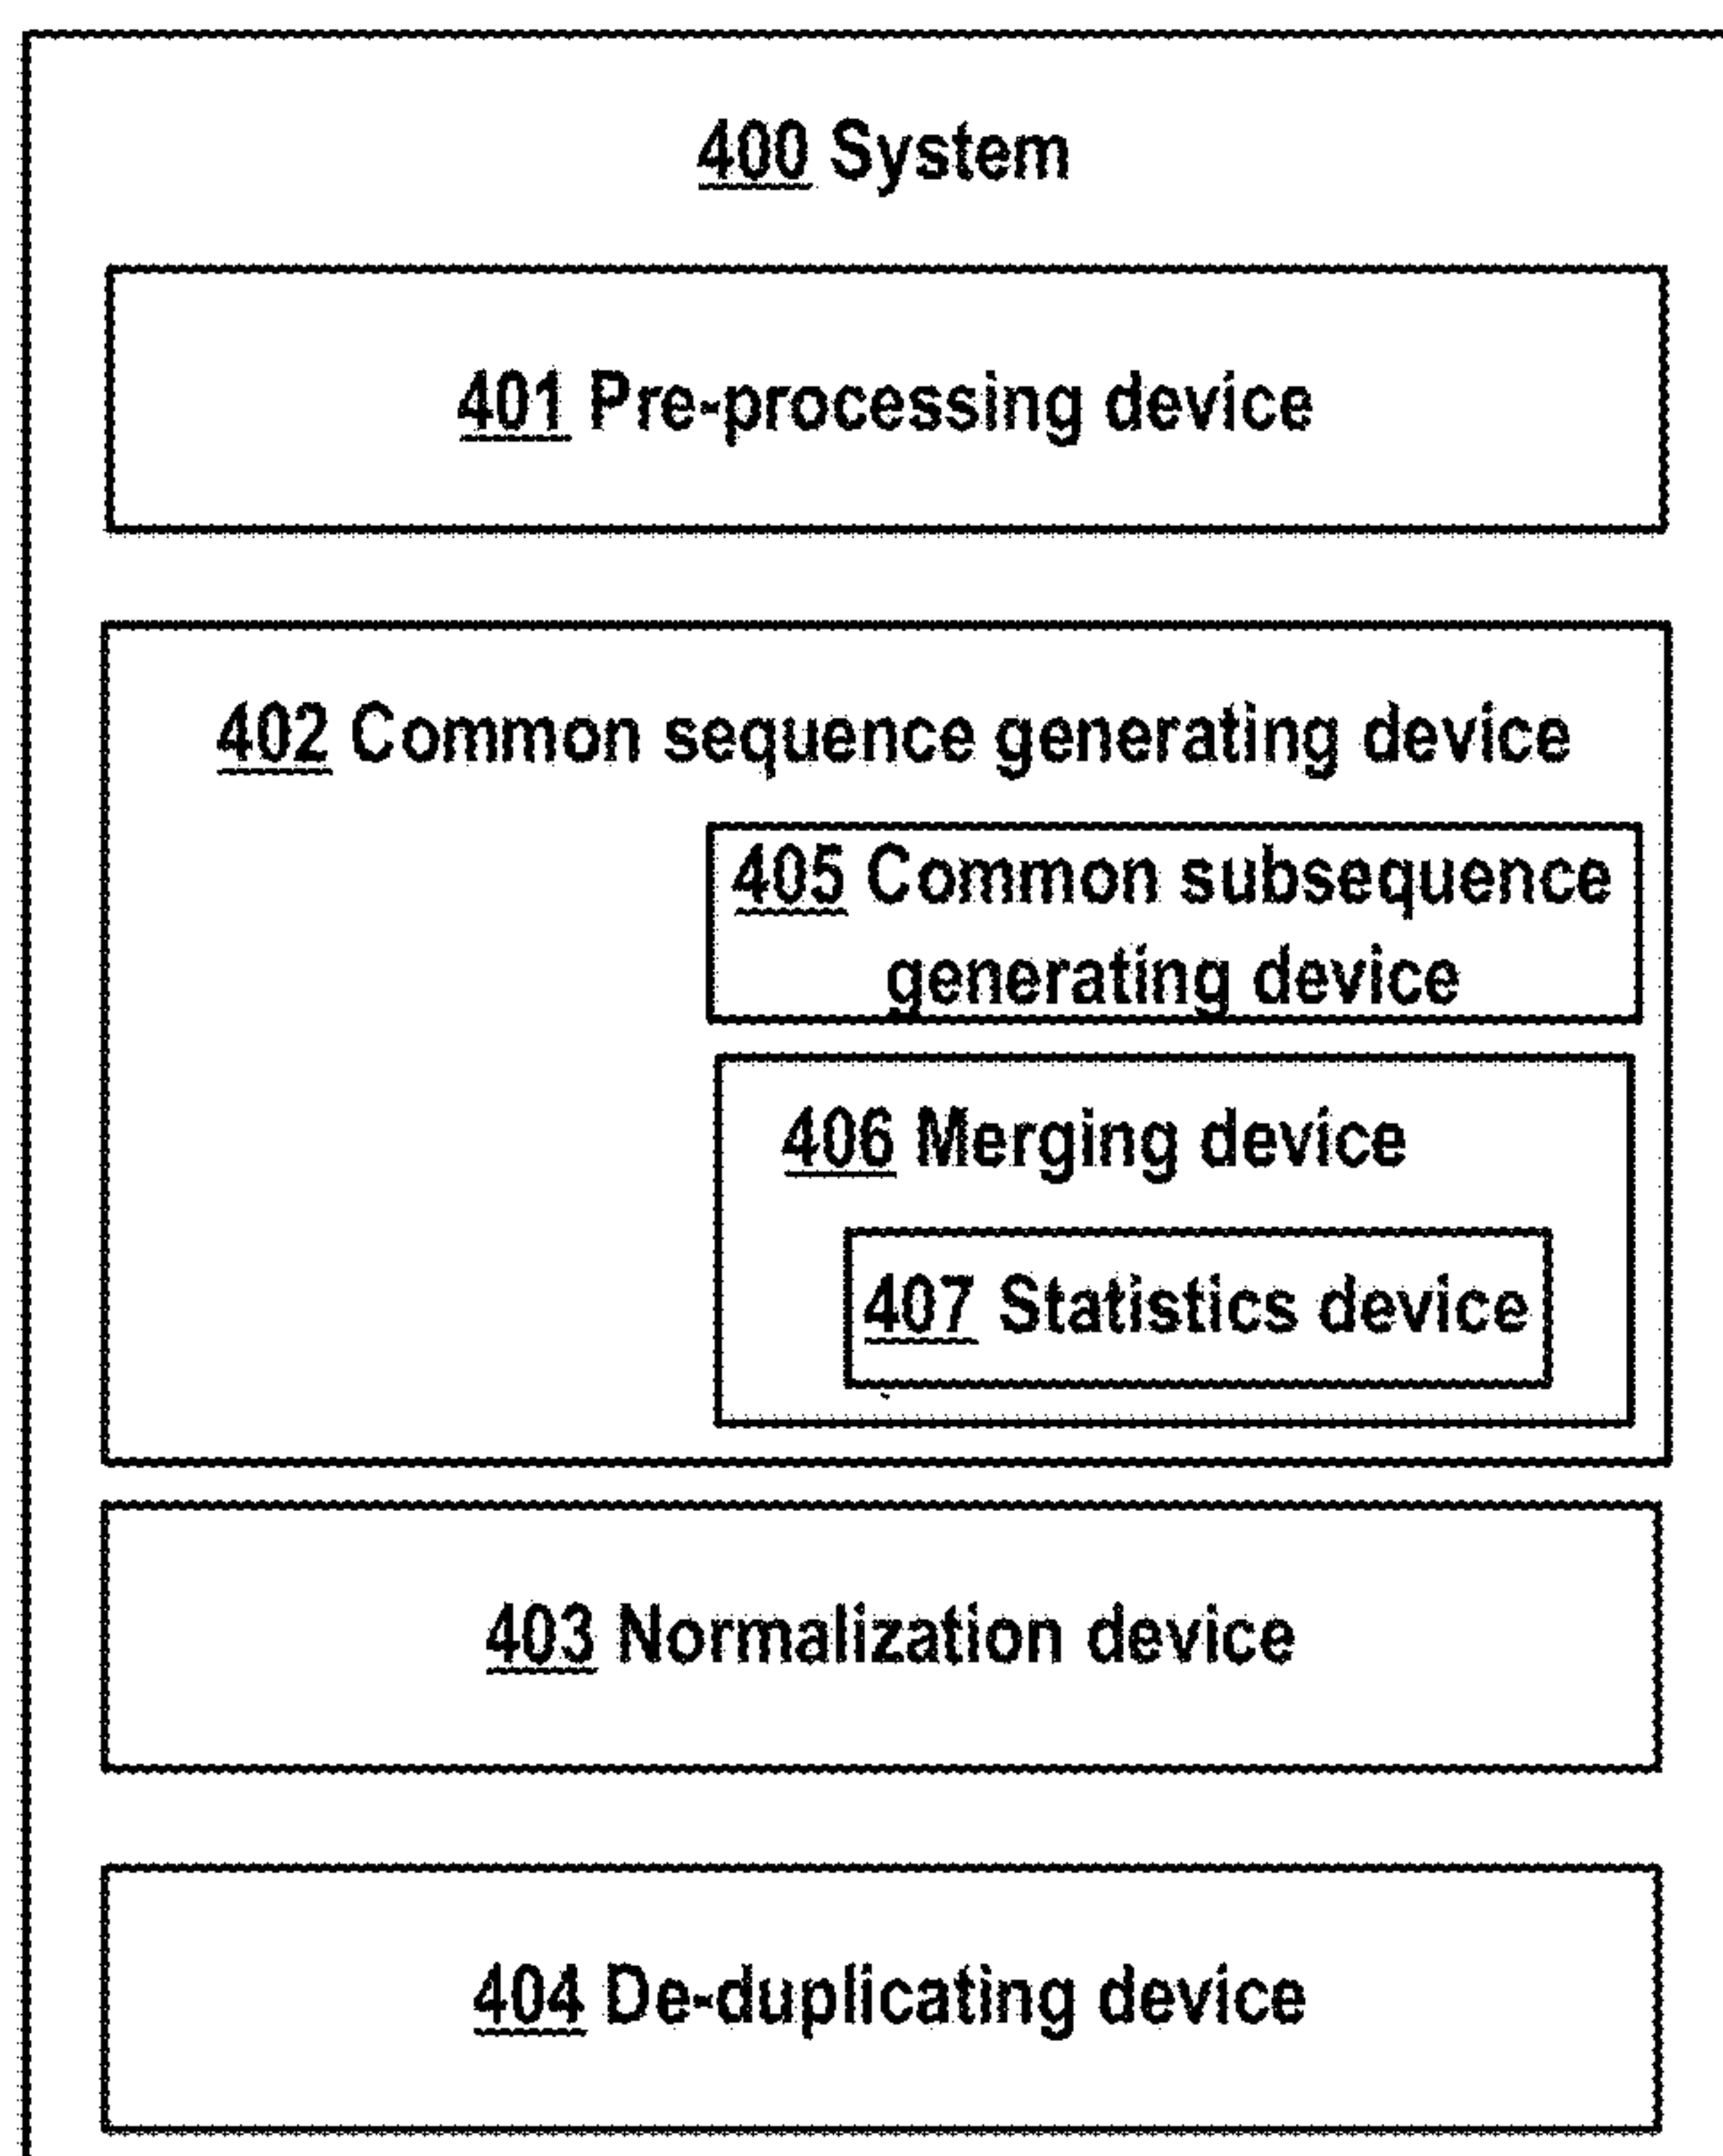 400 System
401 Pre-processing device
402 Common sequence generating device
405 Common subsequence
generating device
406 Merging device
407 Statistics device
403 Normalization device
404 De-duplicating device